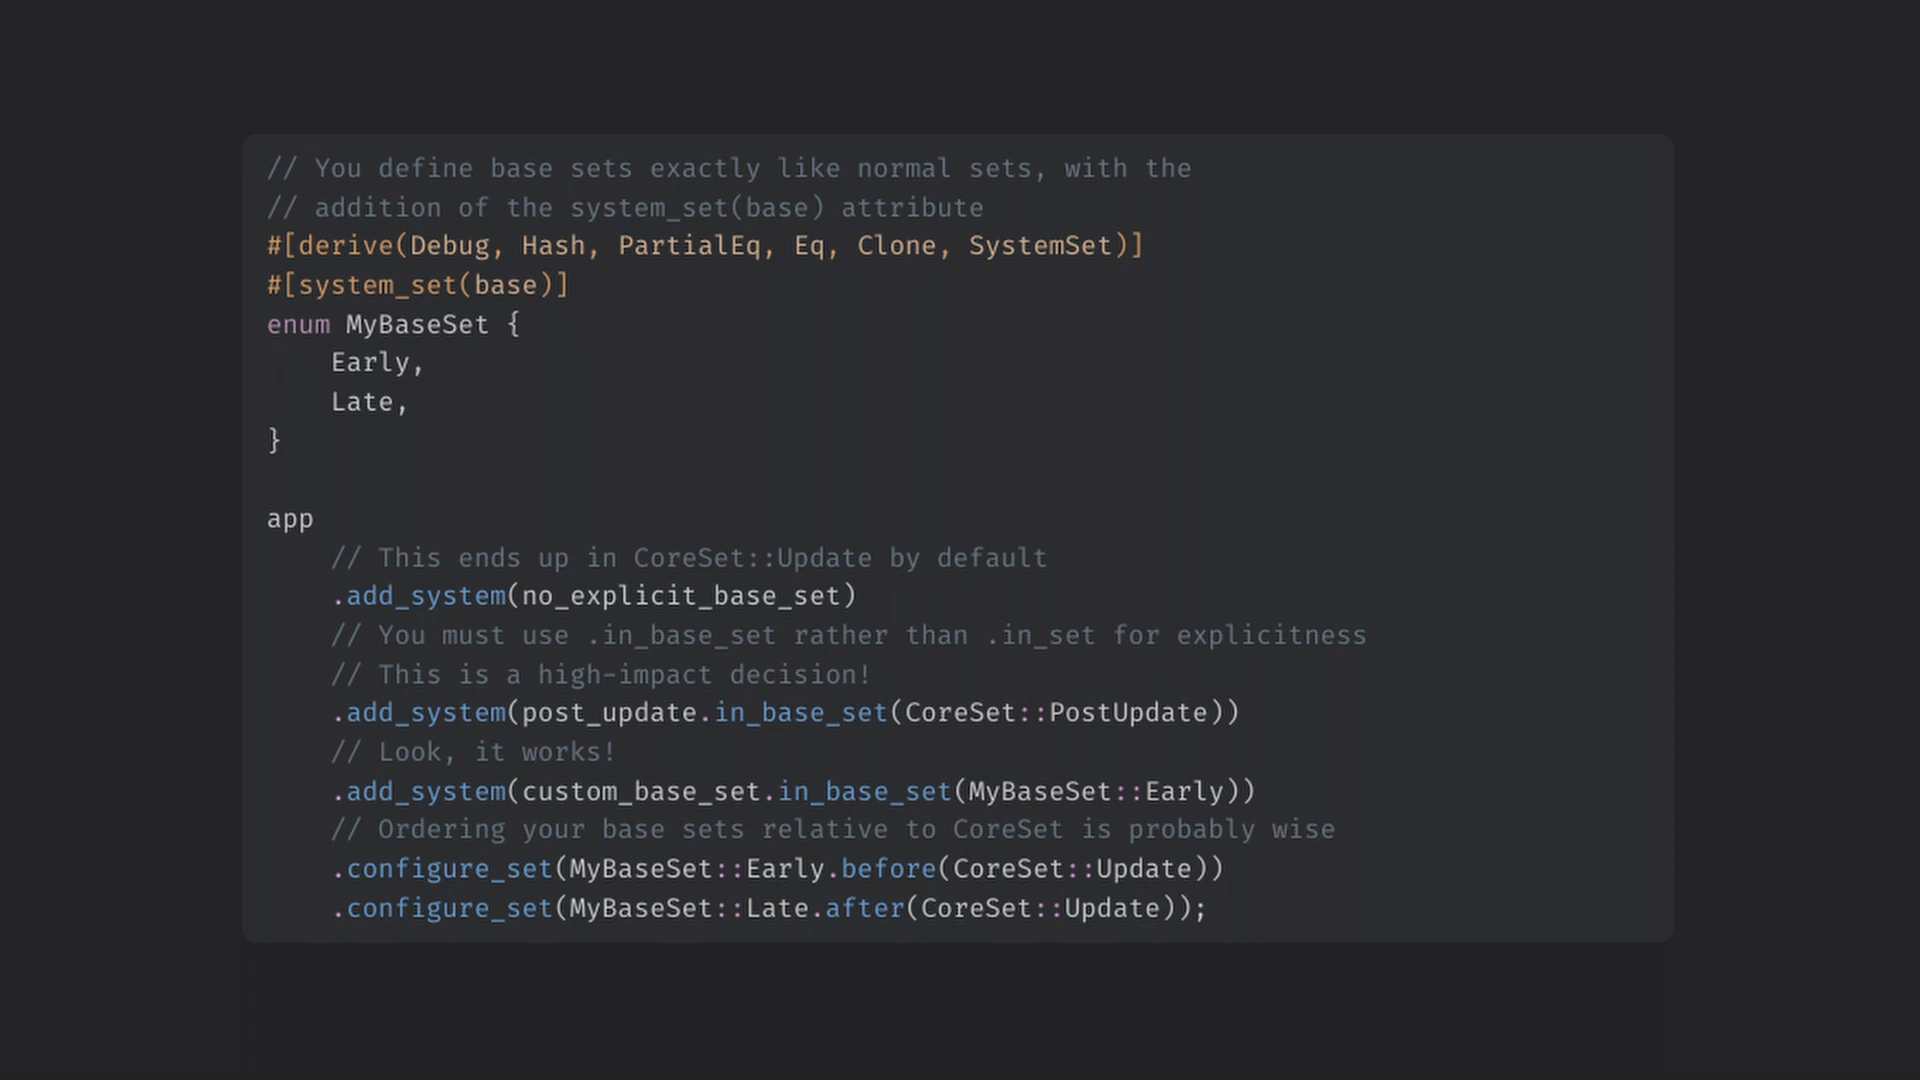 // You define base sets exactly like normal sets, with the
// addition of the system_set(base) attribute
#[derive(Debug, Hash, PartialEq, Eq, Clone, SystemSet)]
#[system_set(base)]
enum MyBaseSet {
    Early,
    Late,
}

app
    // This ends up in CoreSet::Update by default
    .add_system(no_explicit_base_set)
    // You must use .in_base_set rather than .in_set for explicitness
    // This is a high-impact decision!
    .add_system(post_update.in_base_set(CoreSet::PostUpdate))
    // Look, it works!
    .add_system(custom_base_set.in_base_set(MyBaseSet::Early))
    // Ordering your base sets relative to CoreSet is probably wise
    .configure_set(MyBaseSet::Early.before(CoreSet::Update))
    .configure_set(MyBaseSet::Late.after(CoreSet::Update));